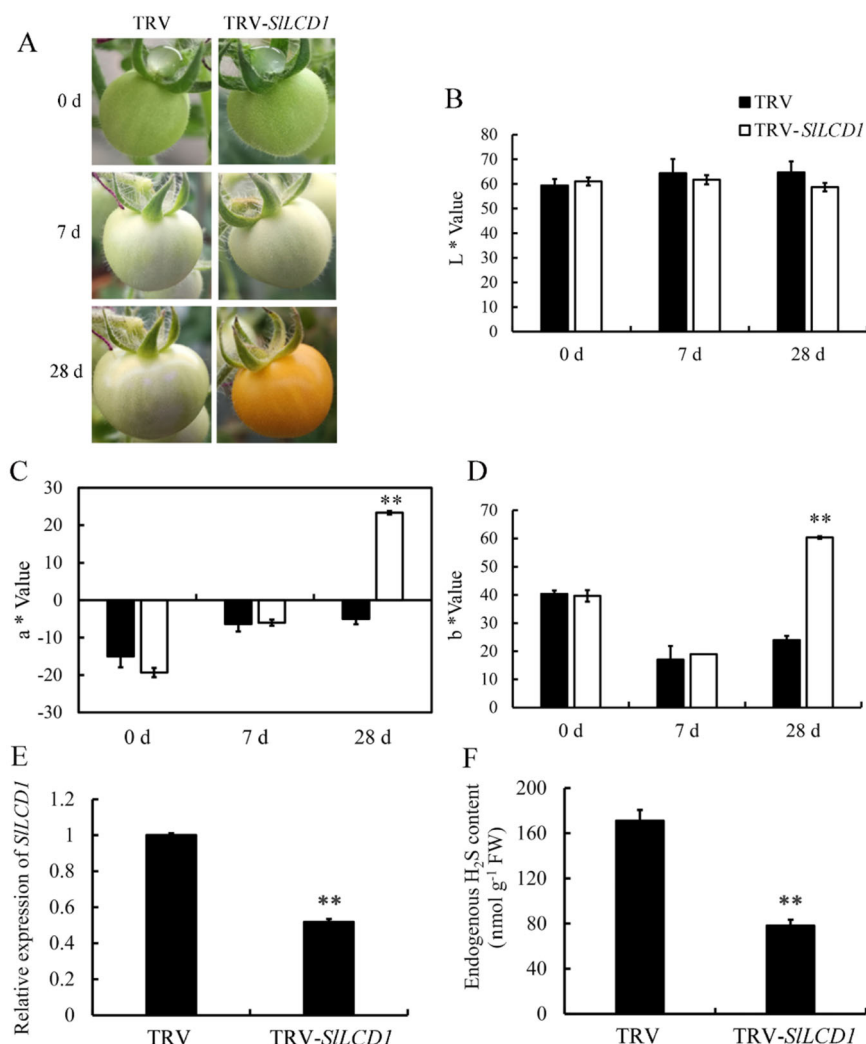 TRV TRV-SlLCD1
A
0 d
7 d
28 d
B
TRV
TRV-SlLCD1
L * Value
80
70
60
50
40
30
20
10
0
0 d 7 d 28 d
C
a * Value
30
20
10
0
-10
-20
-30
**
0 d 7 d 28 d
D
b *Value
70
60
50
40
30
20
10
0
**
0 d 7 d 28 d
E
Relative expression of SlLCD1
1.2
1
0.8
0.6
0.4
0.2
0
**
TRV TRV-SlLCD1
F
Endogenous H₂S content
(nmol g⁻¹ FW)
200
160
120
80
40
0
**
TRV TRV-SlLCD1